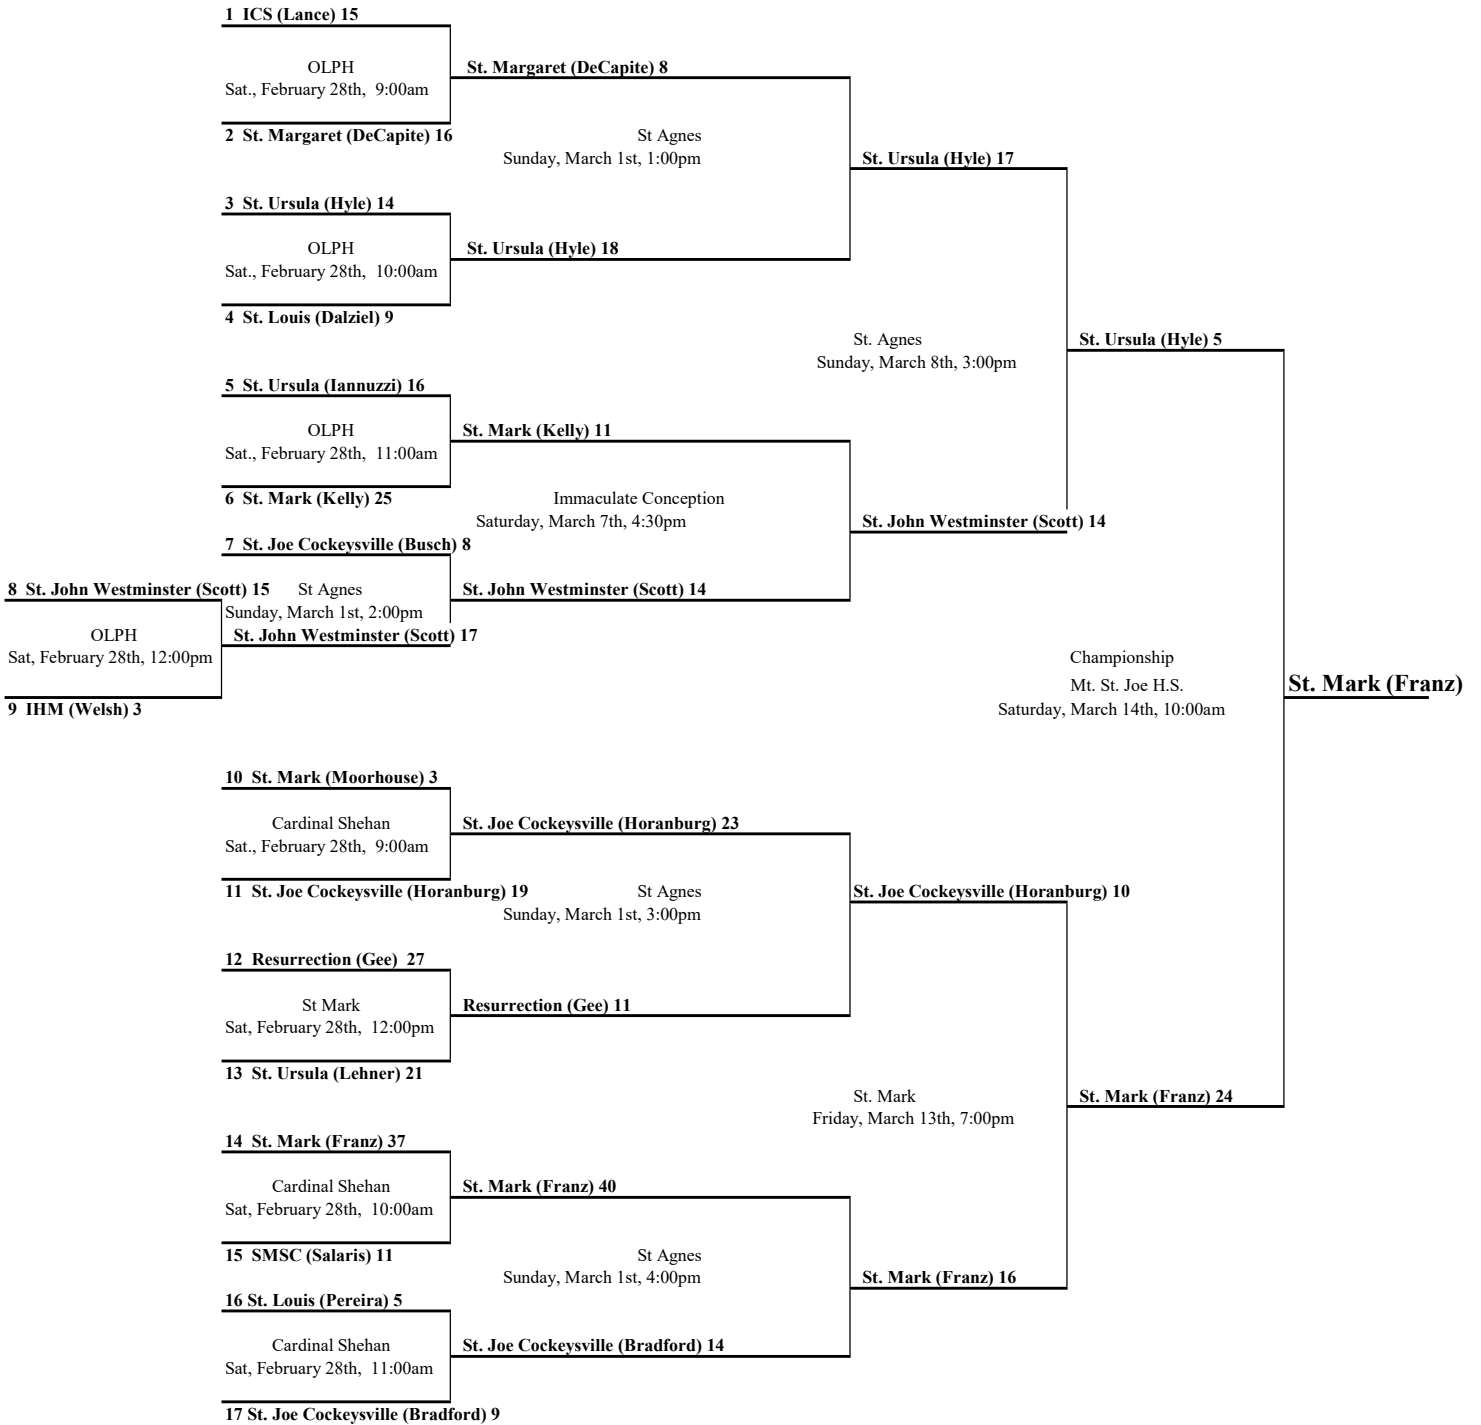 1 ICS (Lance) 15
OLPH
Sat., February 28th, 9:00am
St. Margaret (DeCapite) 8
2 St. Margaret (DeCapite) 16
St Agnes
Sunday, March 1st, 1:00pm
St. Ursula (Hyle) 17
3 St. Ursula (Hyle) 14
OLPH
Sat., February 28th, 10:00am
St. Ursula (Hyle) 18
4 St. Louis (Dalziel) 9
St. Agnes
Sunday, March 8th, 3:00pm
St. Ursula (Hyle) 5
5 St. Ursula (Iannuzzi) 16
OLPH
Sat., February 28th, 11:00am
St. Mark (Kelly) 11
6 St. Mark (Kelly) 25
Immaculate Conception
Saturday, March 7th, 4:30pm
St. John Westminster (Scott) 14
7 St. Joe Cockeysville (Busch) 8
8 St. John Westminster (Scott) 15
St Agnes
Sunday, March 1st, 2:00pm
St. John Westminster (Scott) 14
OLPH
Sat, February 28th, 12:00pm
St. John Westminster (Scott) 17
9 IHM (Welsh) 3
Championship
Mt. St. Joe H.S.
Saturday, March 14th, 10:00am
St. Mark (Franz)
10 St. Mark (Moorhouse) 3
Cardinal Shehan
Sat., February 28th, 9:00am
St. Joe Cockeysville (Horanburg) 23
11 St. Joe Cockeysville (Horanburg) 19
St Agnes
Sunday, March 1st, 3:00pm
St. Joe Cockeysville (Horanburg) 10
12 Resurrection (Gee) 27
St Mark
Sat, February 28th, 12:00pm
Resurrection (Gee) 11
13 St. Ursula (Lehner) 21
St. Mark
Friday, March 13th, 7:00pm
St. Mark (Franz) 24
14 St. Mark (Franz) 37
Cardinal Shehan
Sat, February 28th, 10:00am
St. Mark (Franz) 40
15 SMSC (Salaris) 11
St Agnes
Sunday, March 1st, 4:00pm
St. Mark (Franz) 16
16 St. Louis (Pereira) 5
Cardinal Shehan
Sat, February 28th, 11:00am
St. Joe Cockeysville (Bradford) 14
17 St. Joe Cockeysville (Bradford) 9